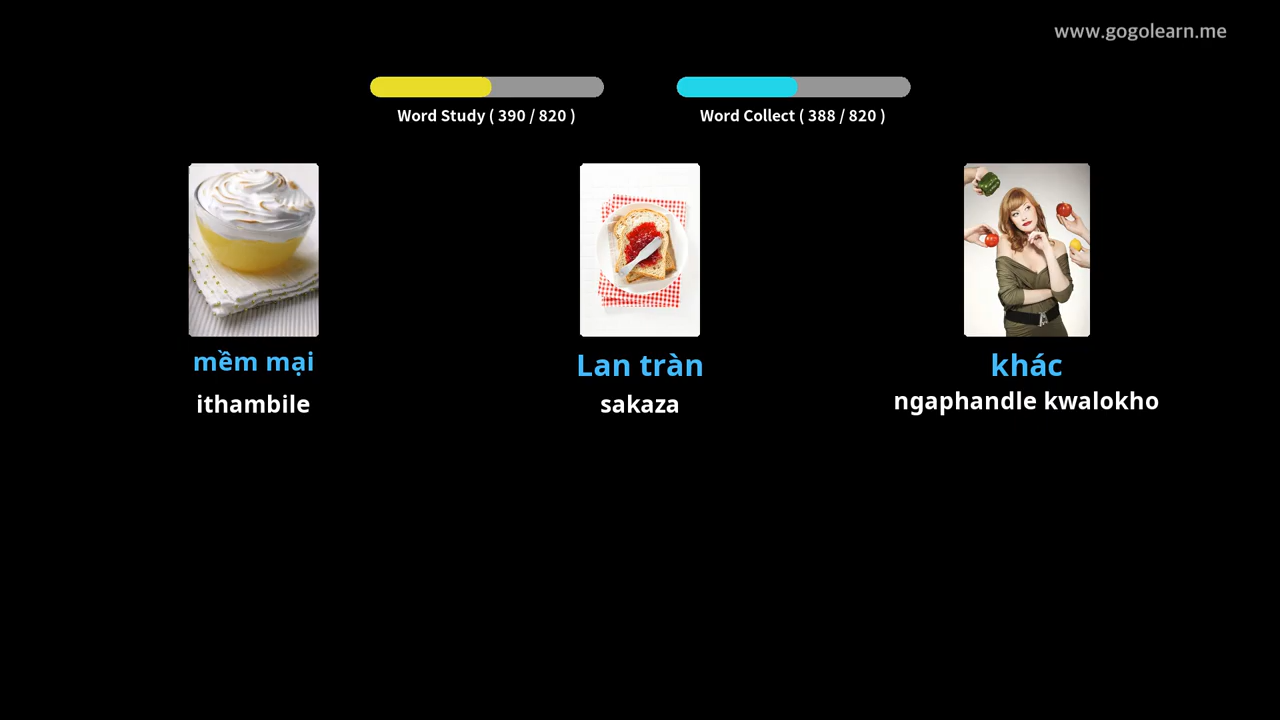 www.gogolearn.me
Word Study ( 390 / 820 )
Word Collect ( 388 / 820 )
mềm mại
Lan tràn
khác
ithambile
sakaza
ngaphandle kwalokho